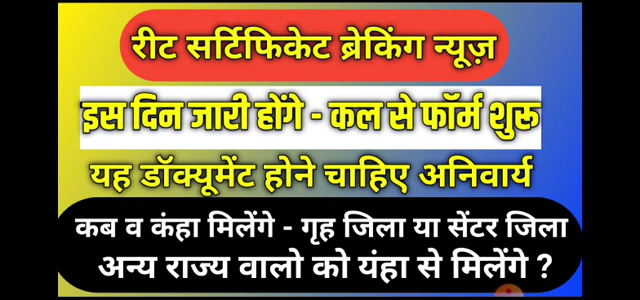 रीट सर्टिफिकेट ब्रेकिंग न्यूज़
इस दिन जारी होंगे - कल से फॉर्म शुरू
यह डॉक्यूमेंट होने चाहिए अनिवार्य
कब व कंहा मिलेंगे - गृह जिला या सेंटर जिला
अन्य राज्य वालो को यंहा से मिलेंगे ?